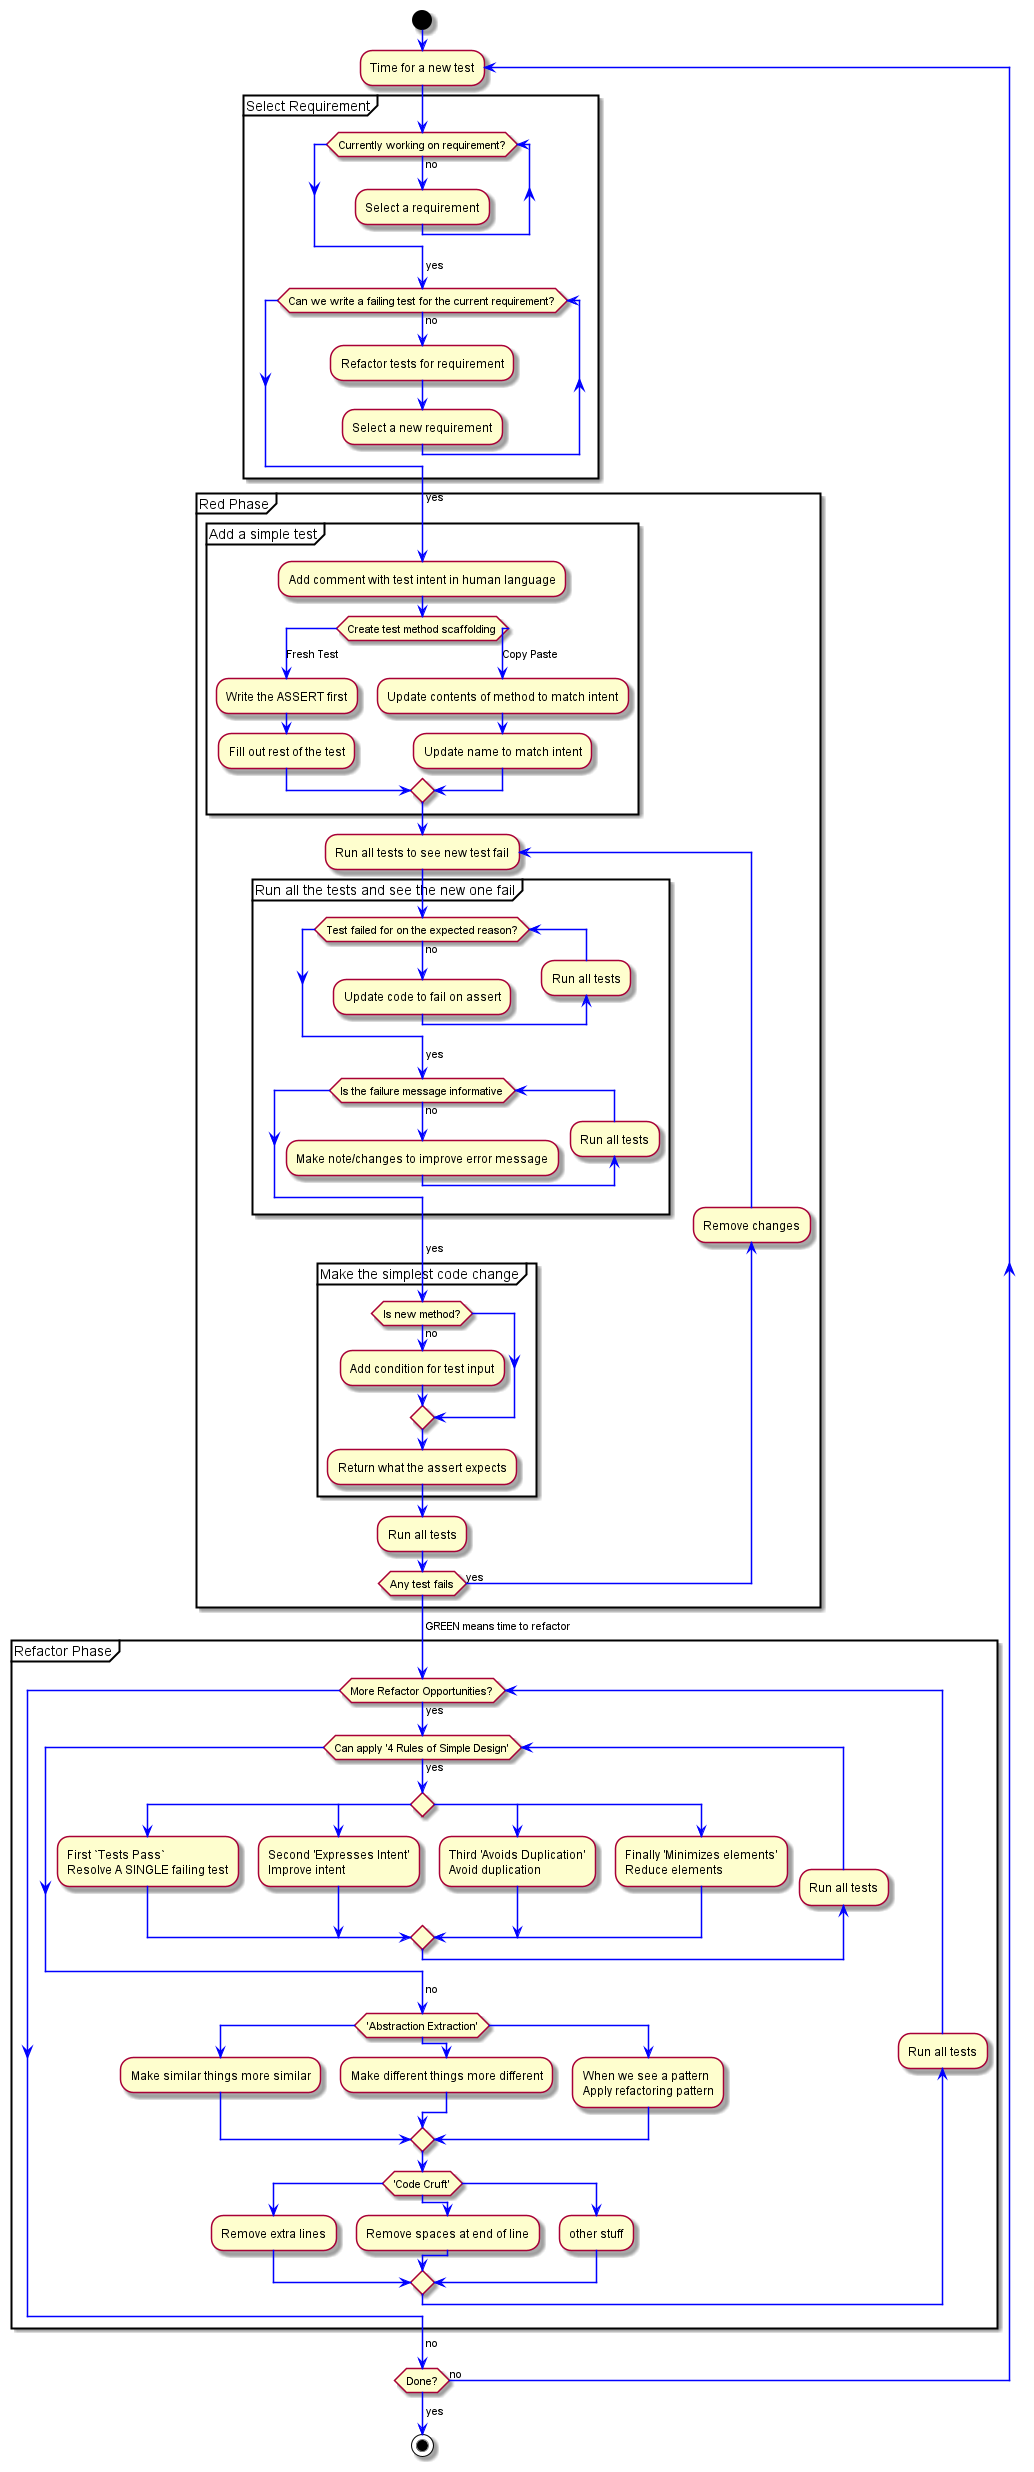 Time for a new test
Select Requirement
Currently working on requirement?
no
Select a requirement
yes
Can we write a failing test for the current requirement?
no
Refactor tests for requirement
Select a new requirement
yes
Red Phase
Add a simple test
Add comment with test intent in human language
Create test method scaffolding
Fresh Test
Copy Paste
Write the ASSERT first
Update contents of method to match intent
Fill out rest of the test
Update name to match intent
Run all tests to see new test fail
Run all the tests and see the new one fail
Test failed for on the expected reason?
no
Update code to fail on assert
Run all tests
yes
Is the failure message informative
no
Make note/changes to improve error message
Run all tests
Remove changes
yes
Make the simplest code change
Is new method?
no
Add condition for test input
Return what the assert expects
Run all tests
Any test fails
yes
GREEN means time to refactor
Refactor Phase
More Refactor Opportunities?
yes
Can apply '4 Rules of Simple Design'
yes
First `Tests Pass`
Resolve A SINGLE failing test
Second 'Expresses Intent'
Improve intent
Third 'Avoids Duplication'
Avoid duplication
Finally 'Minimizes elements'
Reduce elements
Run all tests
no
'Abstraction Extraction'
Make similar things more similar
Make different things more different
When we see a pattern
Apply refactoring pattern
Run all tests
'Code Cruft'
Remove extra lines
Remove spaces at end of line
other stuff
no
Done?
no
yes